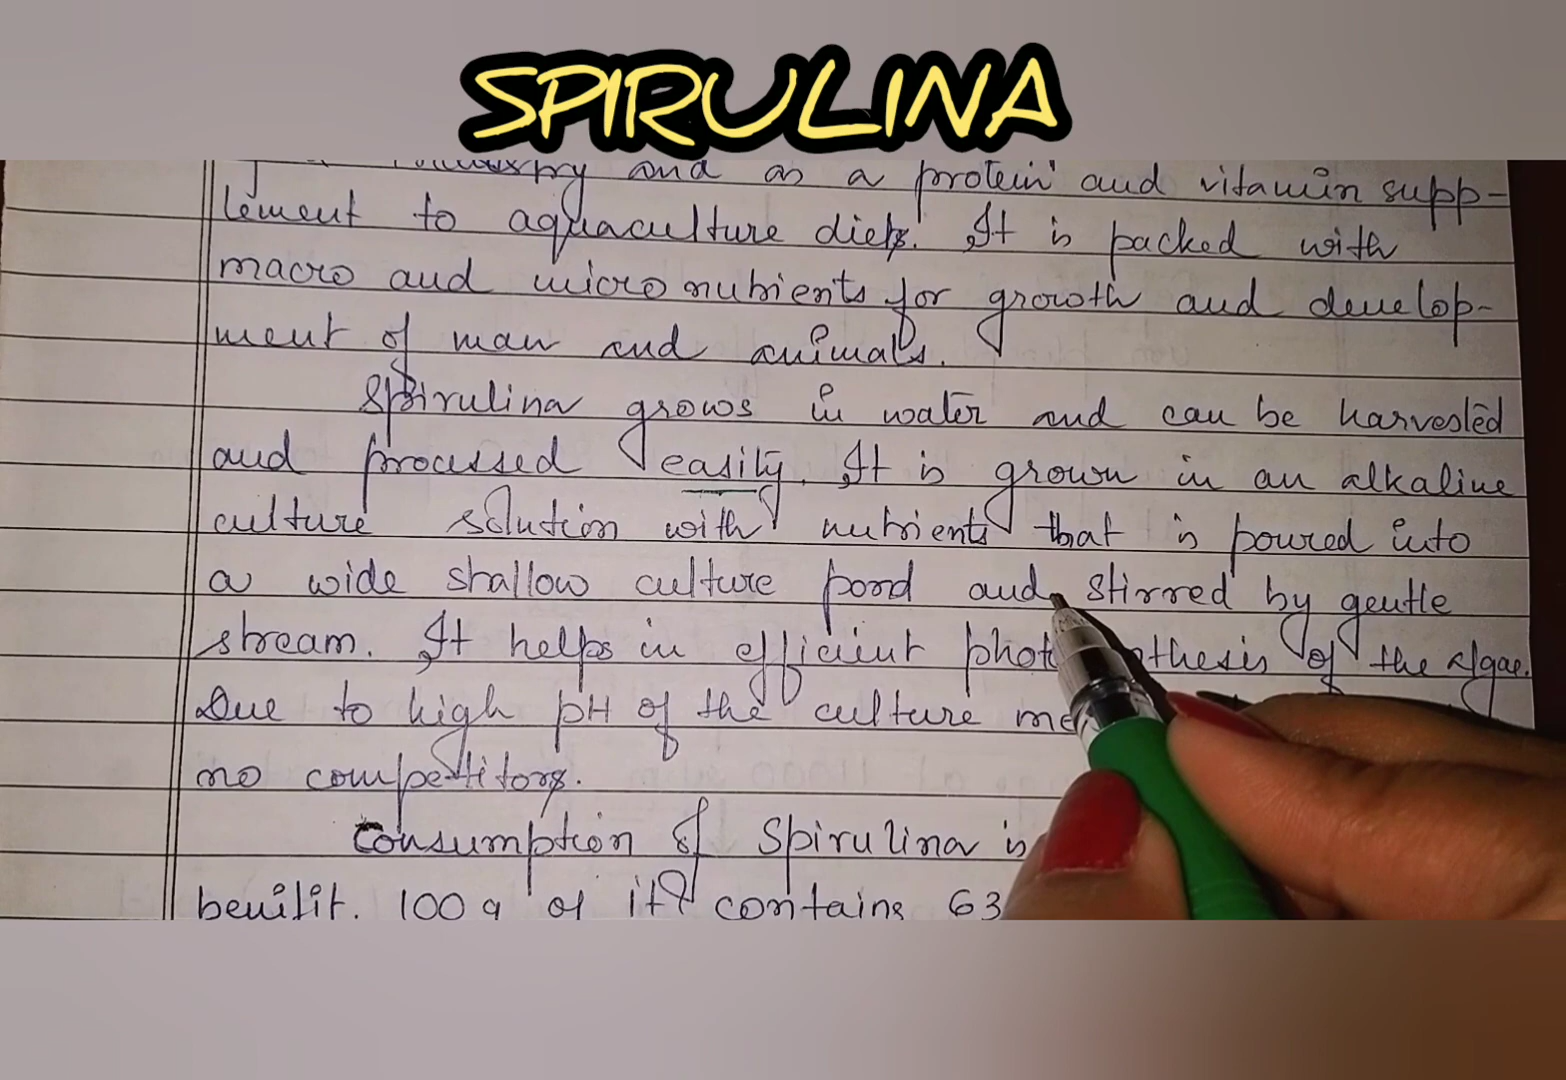 SPIRULINA
and as a protein and vitamin supp-
lement to aquaculture diets. It is packed with
macro and micro nutrients for growth and develop-
ment of man and animals.
Spirulina grows in water and can be harvested
and processed easily. It is grown in an alkaline
culture solution with nutrients that is poured into
a wide shallow culture pond and stirred by gentle
stream. It helps in efficient phot thesis of the algae.
Due to high pH of the culture me
no competitors.
Consumption of Spirulina is
benifit. 100 g of it contains 63